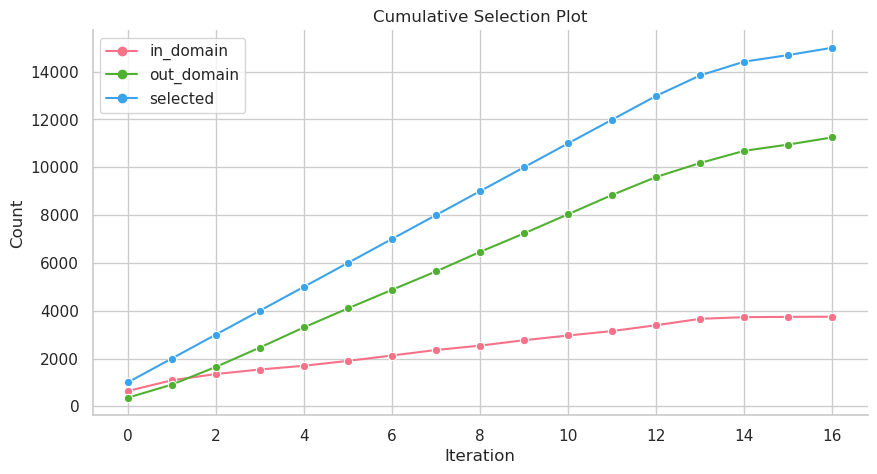 Cumulative Selection Plot
in_domain
out_domain
selected
Count
14000
12000
10000
8000
6000
4000
2000
0
0 2 4 6 8 10 12 14 16
Iteration